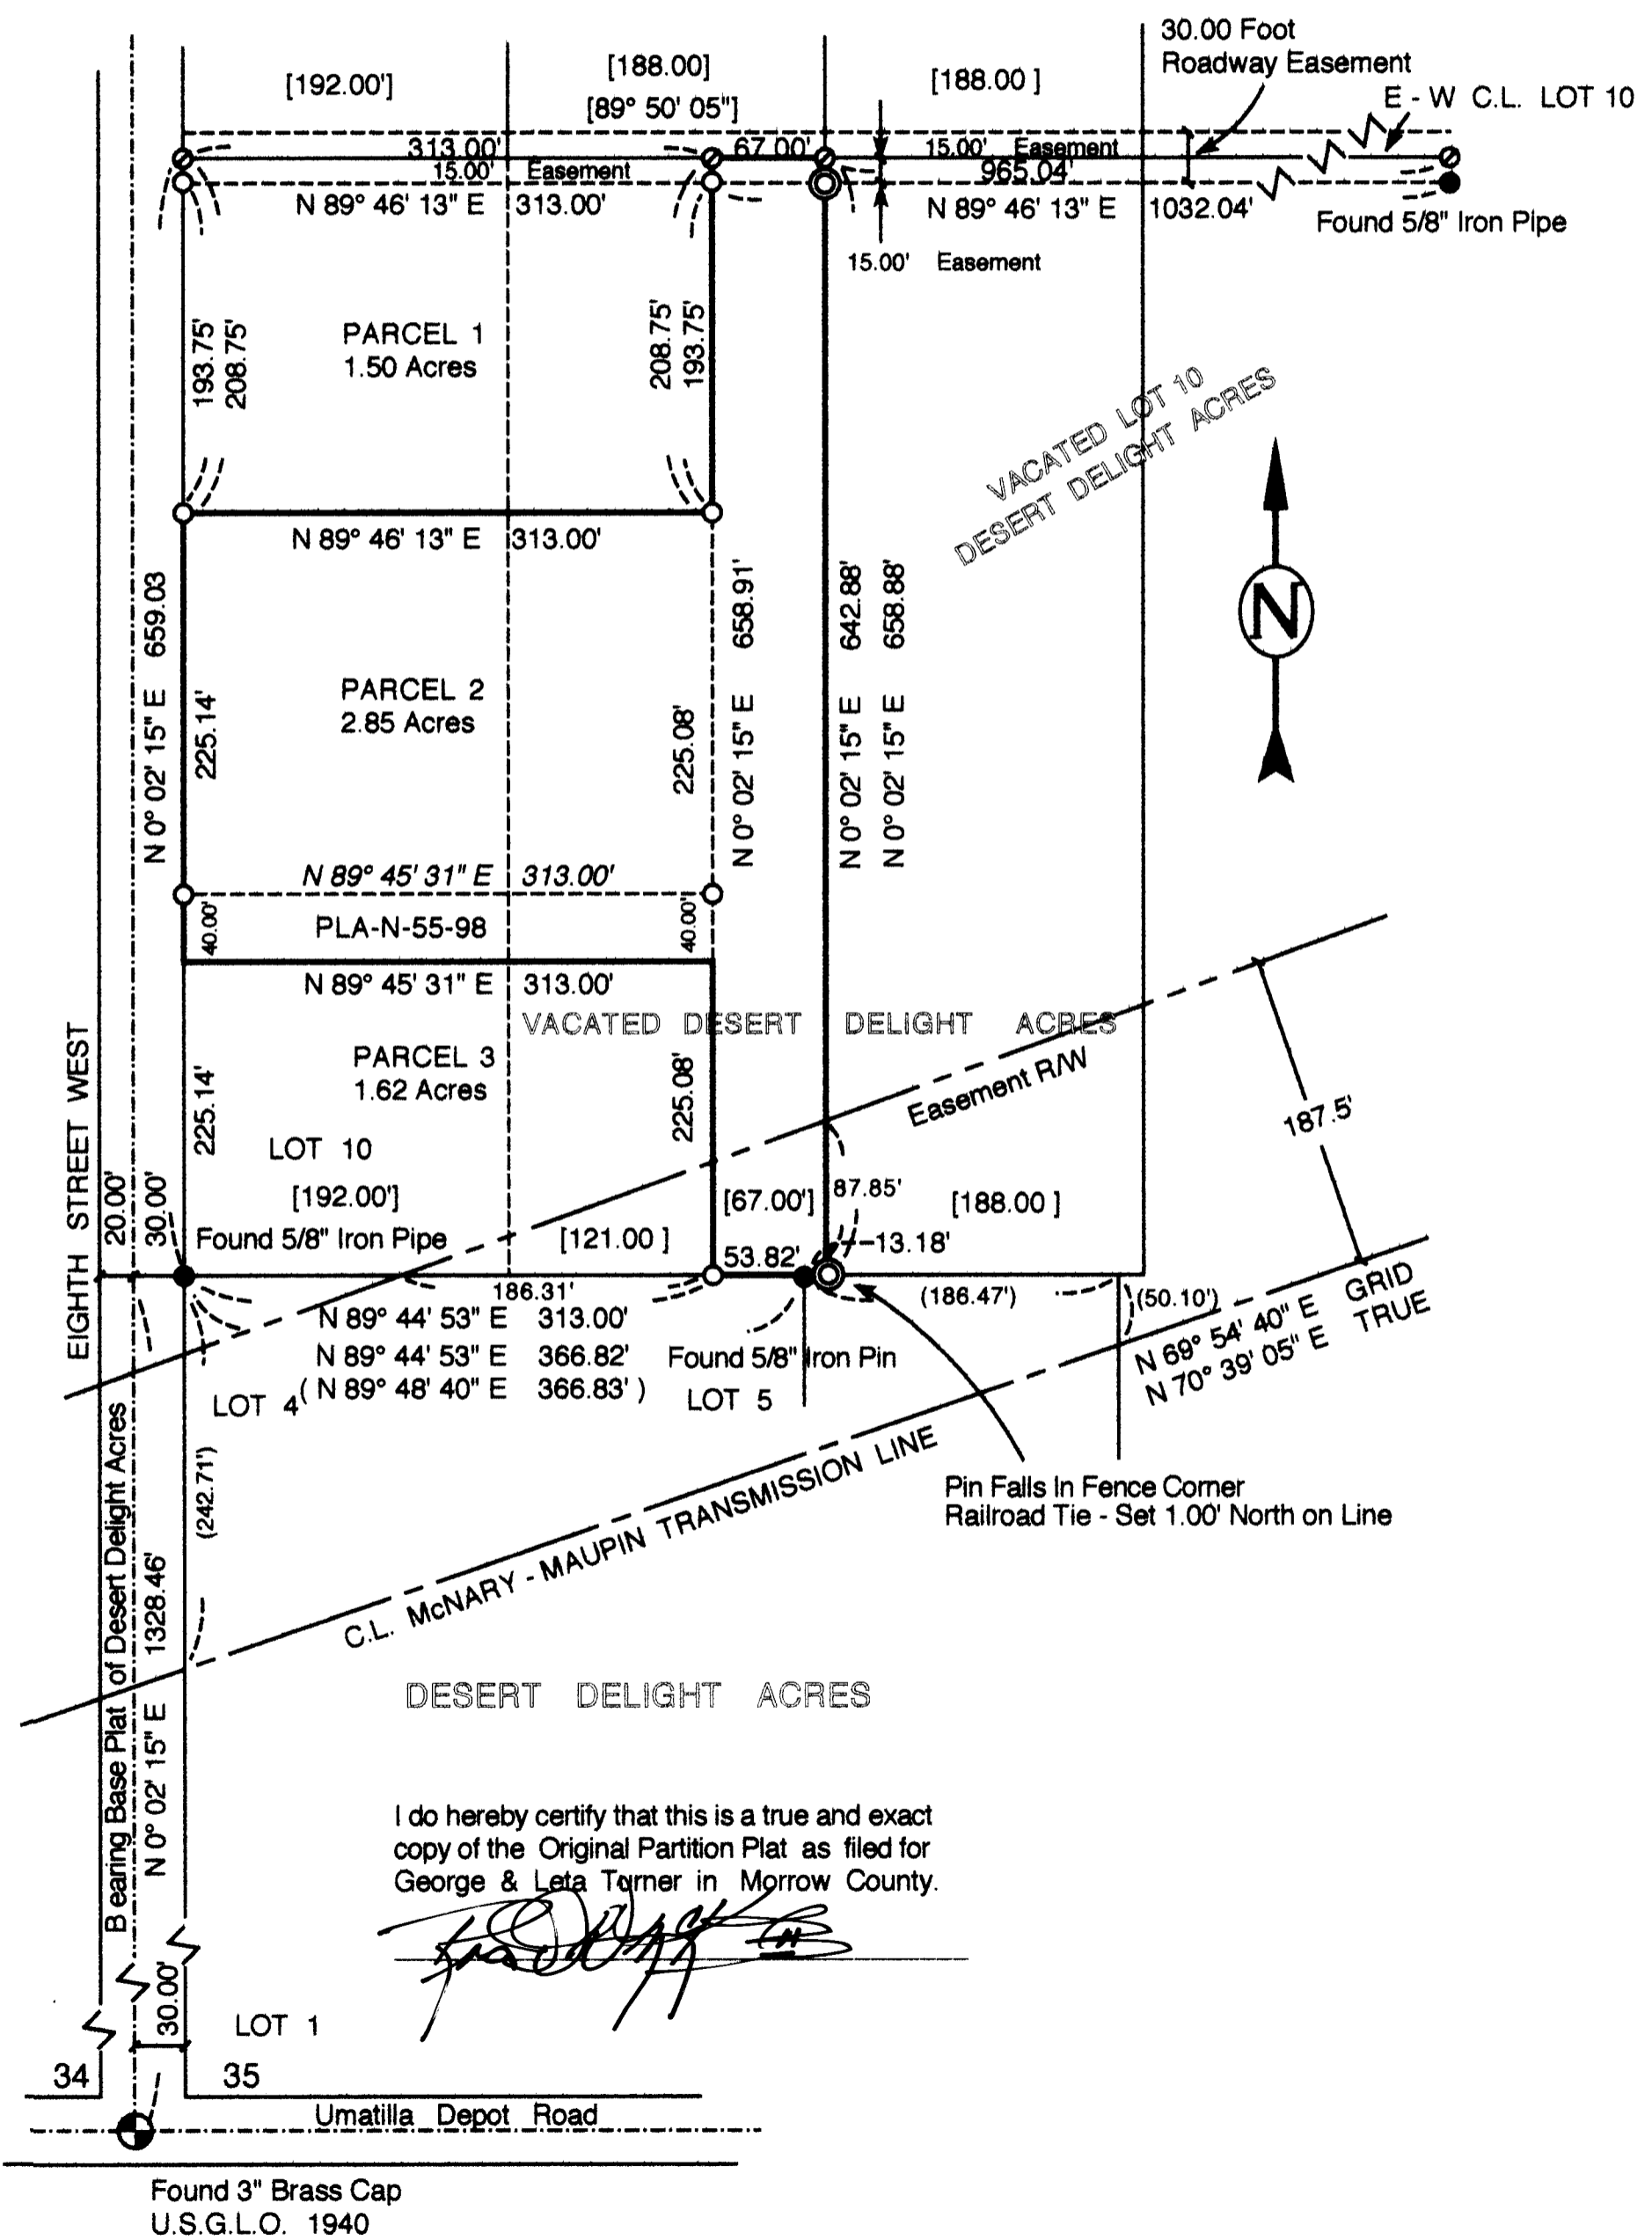 30.00 Foot
Roadway Easement
E - W C.L. LOT 10
[192.00']
[188.00]
[188.00 ]
[89° 50' 05"]
313.00'
67.00'
15.00' Easement
15.00' Easement
965.04'
N 89° 46' 13" E 313.00'
N 89° 46' 13" E 1032.04'
Found 5/8" Iron Pipe
15.00' Easement
193.75'
208.75'
PARCEL 1
1.50 Acres
208.75'
193.75'
VACATED LOT 10
DESERT DELIGHT ACRES
N 89° 46' 13" E 313.00'
N 0° 02' 15" E 659.03
N 0° 02' 15" E 658.91'
N 0° 02' 15" E 642.88'
N 0° 02' 15" E 658.88'
N
225.14'
PARCEL 2
2.85 Acres
225.08'
N 89° 45' 31" E 313.00'
40.00'
PLA-N-55-98
40.00'
N 89° 45' 31" E 313.00'
VACATED DESERT DELIGHT ACRES
EIGHTH STREET WEST
225.14'
PARCEL 3
1.62 Acres
225.08'
Easement R/W
187.5'
LOT 10
20.00'
30.00'
[192.00']
[67.00']
87.85'
[188.00 ]
Found 5/8" Iron Pipe
[121.00 ]
53.82'
13.18'
186.31'
(186.47')
(50.10')
N 89° 44' 53" E 313.00'
N 89° 44' 53" E 366.82'
( N 89° 48' 40" E 366.83' )
Found 5/8" Iron Pin
LOT 4
LOT 5
N 69° 54' 40" E GRID
N 70° 39' 05" E TRUE
(242.71')
C.L. McNARY - MAUPIN TRANSMISSION LINE
Pin Falls In Fence Corner
Railroad Tie - Set 1.00' North on Line
B earing Base Plat of Desert Delight Acres
N 0° 02' 15" E 1328.46'
DESERT DELIGHT ACRES
I do hereby certify that this is a true and exact
copy of the Original Partition Plat as filed for
George & Leta Turner in Morrow County.
30.00'
LOT 1
34
35
Umatilla Depot Road
Found 3" Brass Cap
U.S.G.L.O. 1940